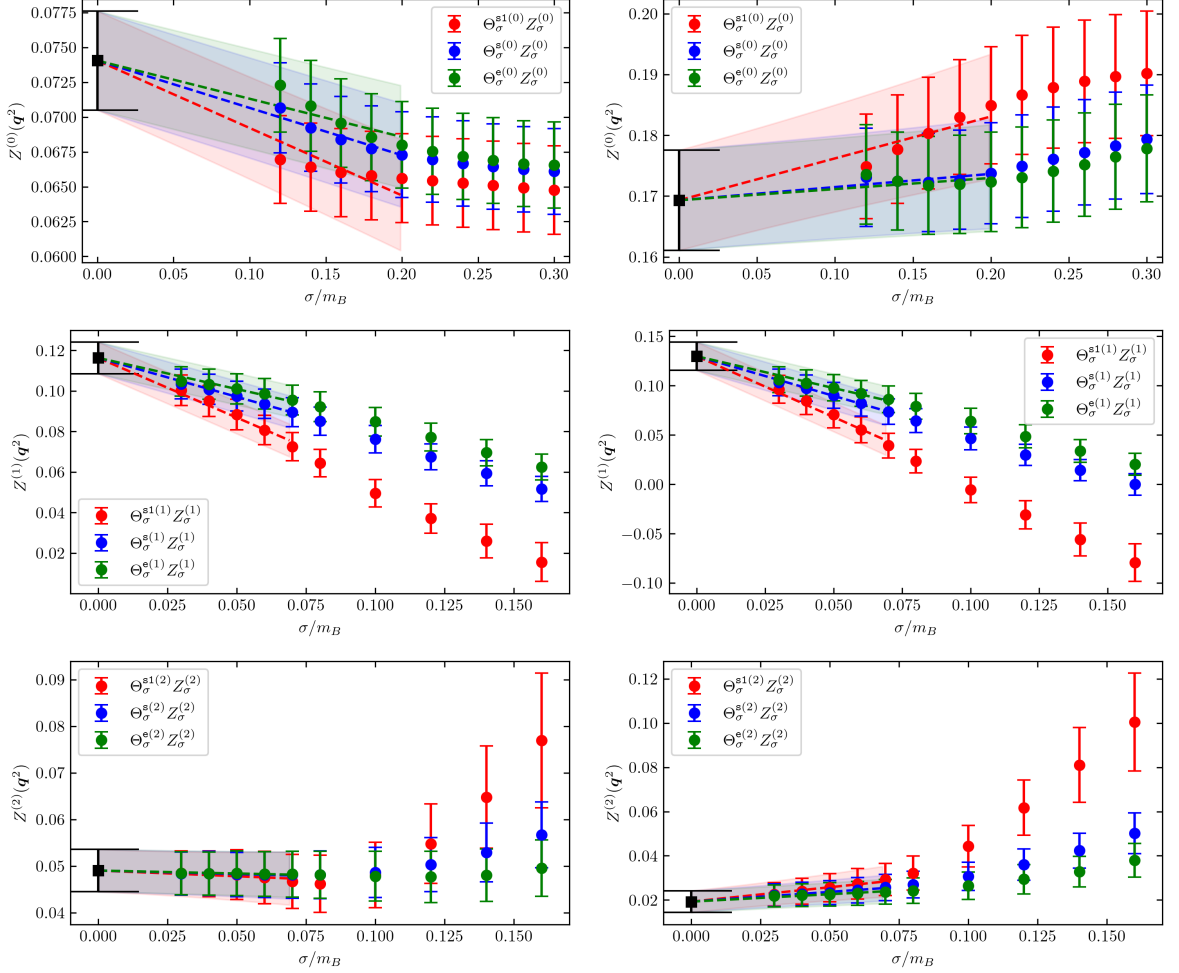 0.0775
0.0750
0.0725
0.0700
0.0675
0.0650
0.0625
0.0600
Z^{(0)}(q^2)
Θ_σ^{s1(0)} Z_σ^{(0)}
Θ_σ^{s(0)} Z_σ^{(0)}
Θ_σ^{e(0)} Z_σ^{(0)}
0.00 0.05 0.10 0.15 0.20 0.25 0.30
σ/m_B
0.20
0.19
0.18
0.17
0.16
Z^{(0)}(q^2)
Θ_σ^{s1(0)} Z_σ^{(0)}
Θ_σ^{s(0)} Z_σ^{(0)}
Θ_σ^{e(0)} Z_σ^{(0)}
0.00 0.05 0.10 0.15 0.20 0.25 0.30
σ/m_B
0.12
0.10
0.08
0.06
0.04
0.02
Z^{(1)}(q^2)
Θ_σ^{s1(1)} Z_σ^{(1)}
Θ_σ^{s(1)} Z_σ^{(1)}
Θ_σ^{e(1)} Z_σ^{(1)}
0.000 0.025 0.050 0.075 0.100 0.125 0.150
σ/m_B
0.15
0.10
0.05
0.00
−0.05
−0.10
Z^{(1)}(q^2)
Θ_σ^{s1(1)} Z_σ^{(1)}
Θ_σ^{s(1)} Z_σ^{(1)}
Θ_σ^{e(1)} Z_σ^{(1)}
0.000 0.025 0.050 0.075 0.100 0.125 0.150
σ/m_B
0.09
0.08
0.07
0.06
0.05
0.04
Z^{(2)}(q^2)
Θ_σ^{s1(2)} Z_σ^{(2)}
Θ_σ^{s(2)} Z_σ^{(2)}
Θ_σ^{e(2)} Z_σ^{(2)}
0.000 0.025 0.050 0.075 0.100 0.125 0.150
σ/m_B
0.12
0.10
0.08
0.06
0.04
0.02
Z^{(2)}(q^2)
Θ_σ^{s1(2)} Z_σ^{(2)}
Θ_σ^{s(2)} Z_σ^{(2)}
Θ_σ^{e(2)} Z_σ^{(2)}
0.000 0.025 0.050 0.075 0.100 0.125 0.150
σ/m_B